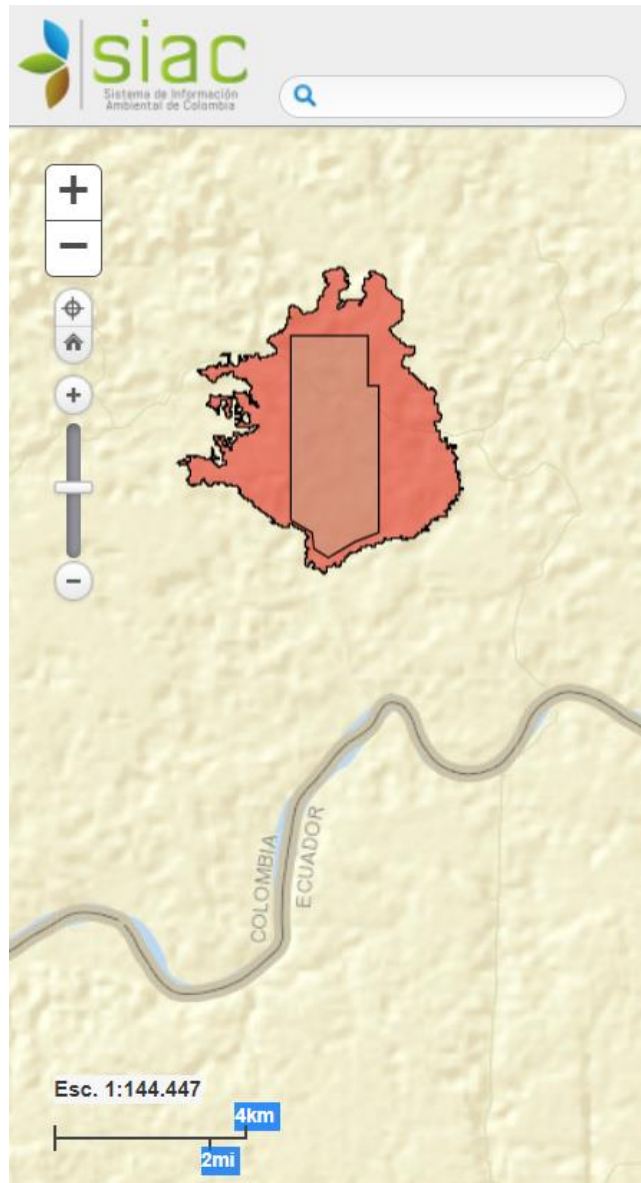 siac
Sistema de Información
Ambiental de Colombia
+
−
+
−
COLOMBIA
ECUADOR
Esc. 1:144.447
4km
2mi